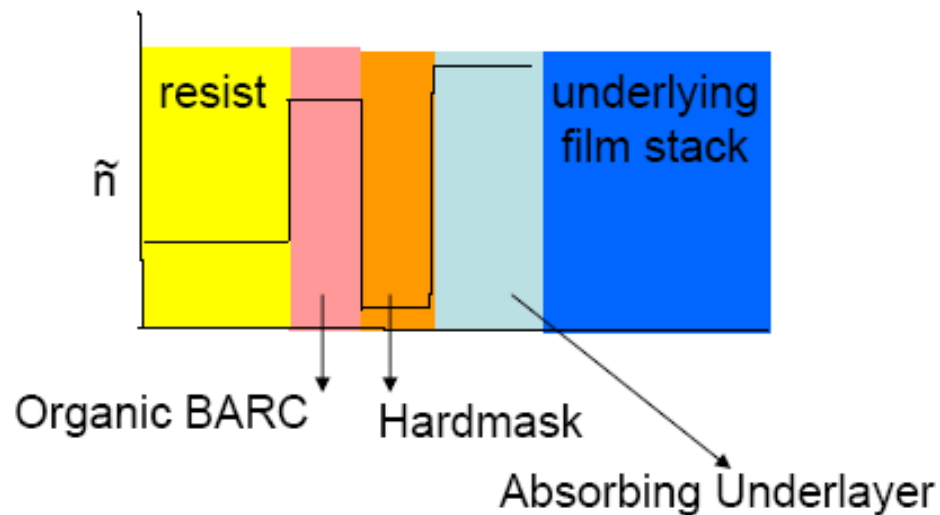 resist
underlying
film stack
ñ
Organic BARC
Hardmask
Absorbing Underlayer